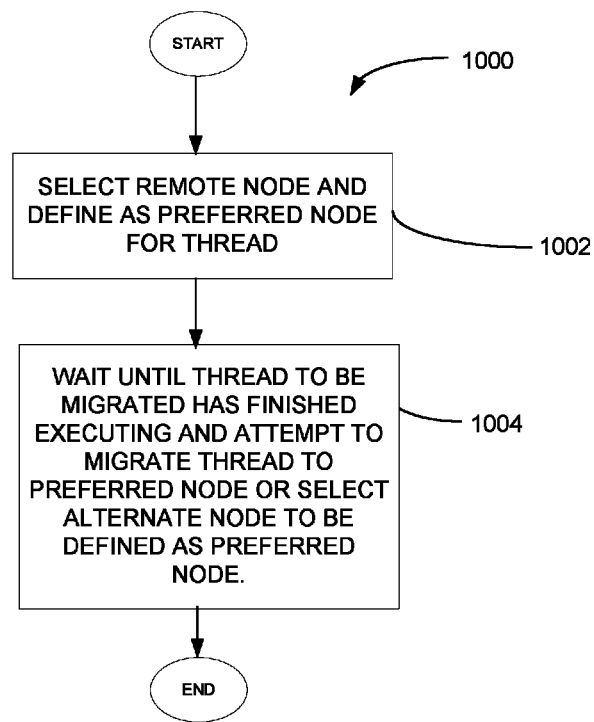 START
1000
SELECT REMOTE NODE AND
DEFINE AS PREFERRED NODE
FOR THREAD
1002
WAIT UNTIL THREAD TO BE
MIGRATED HAS FINISHED
EXECUTING AND ATTEMPT TO
MIGRATE THREAD TO
PREFERRED NODE OR SELECT
ALTERNATE NODE TO BE
DEFINED AS PREFERRED
NODE.
1004
END